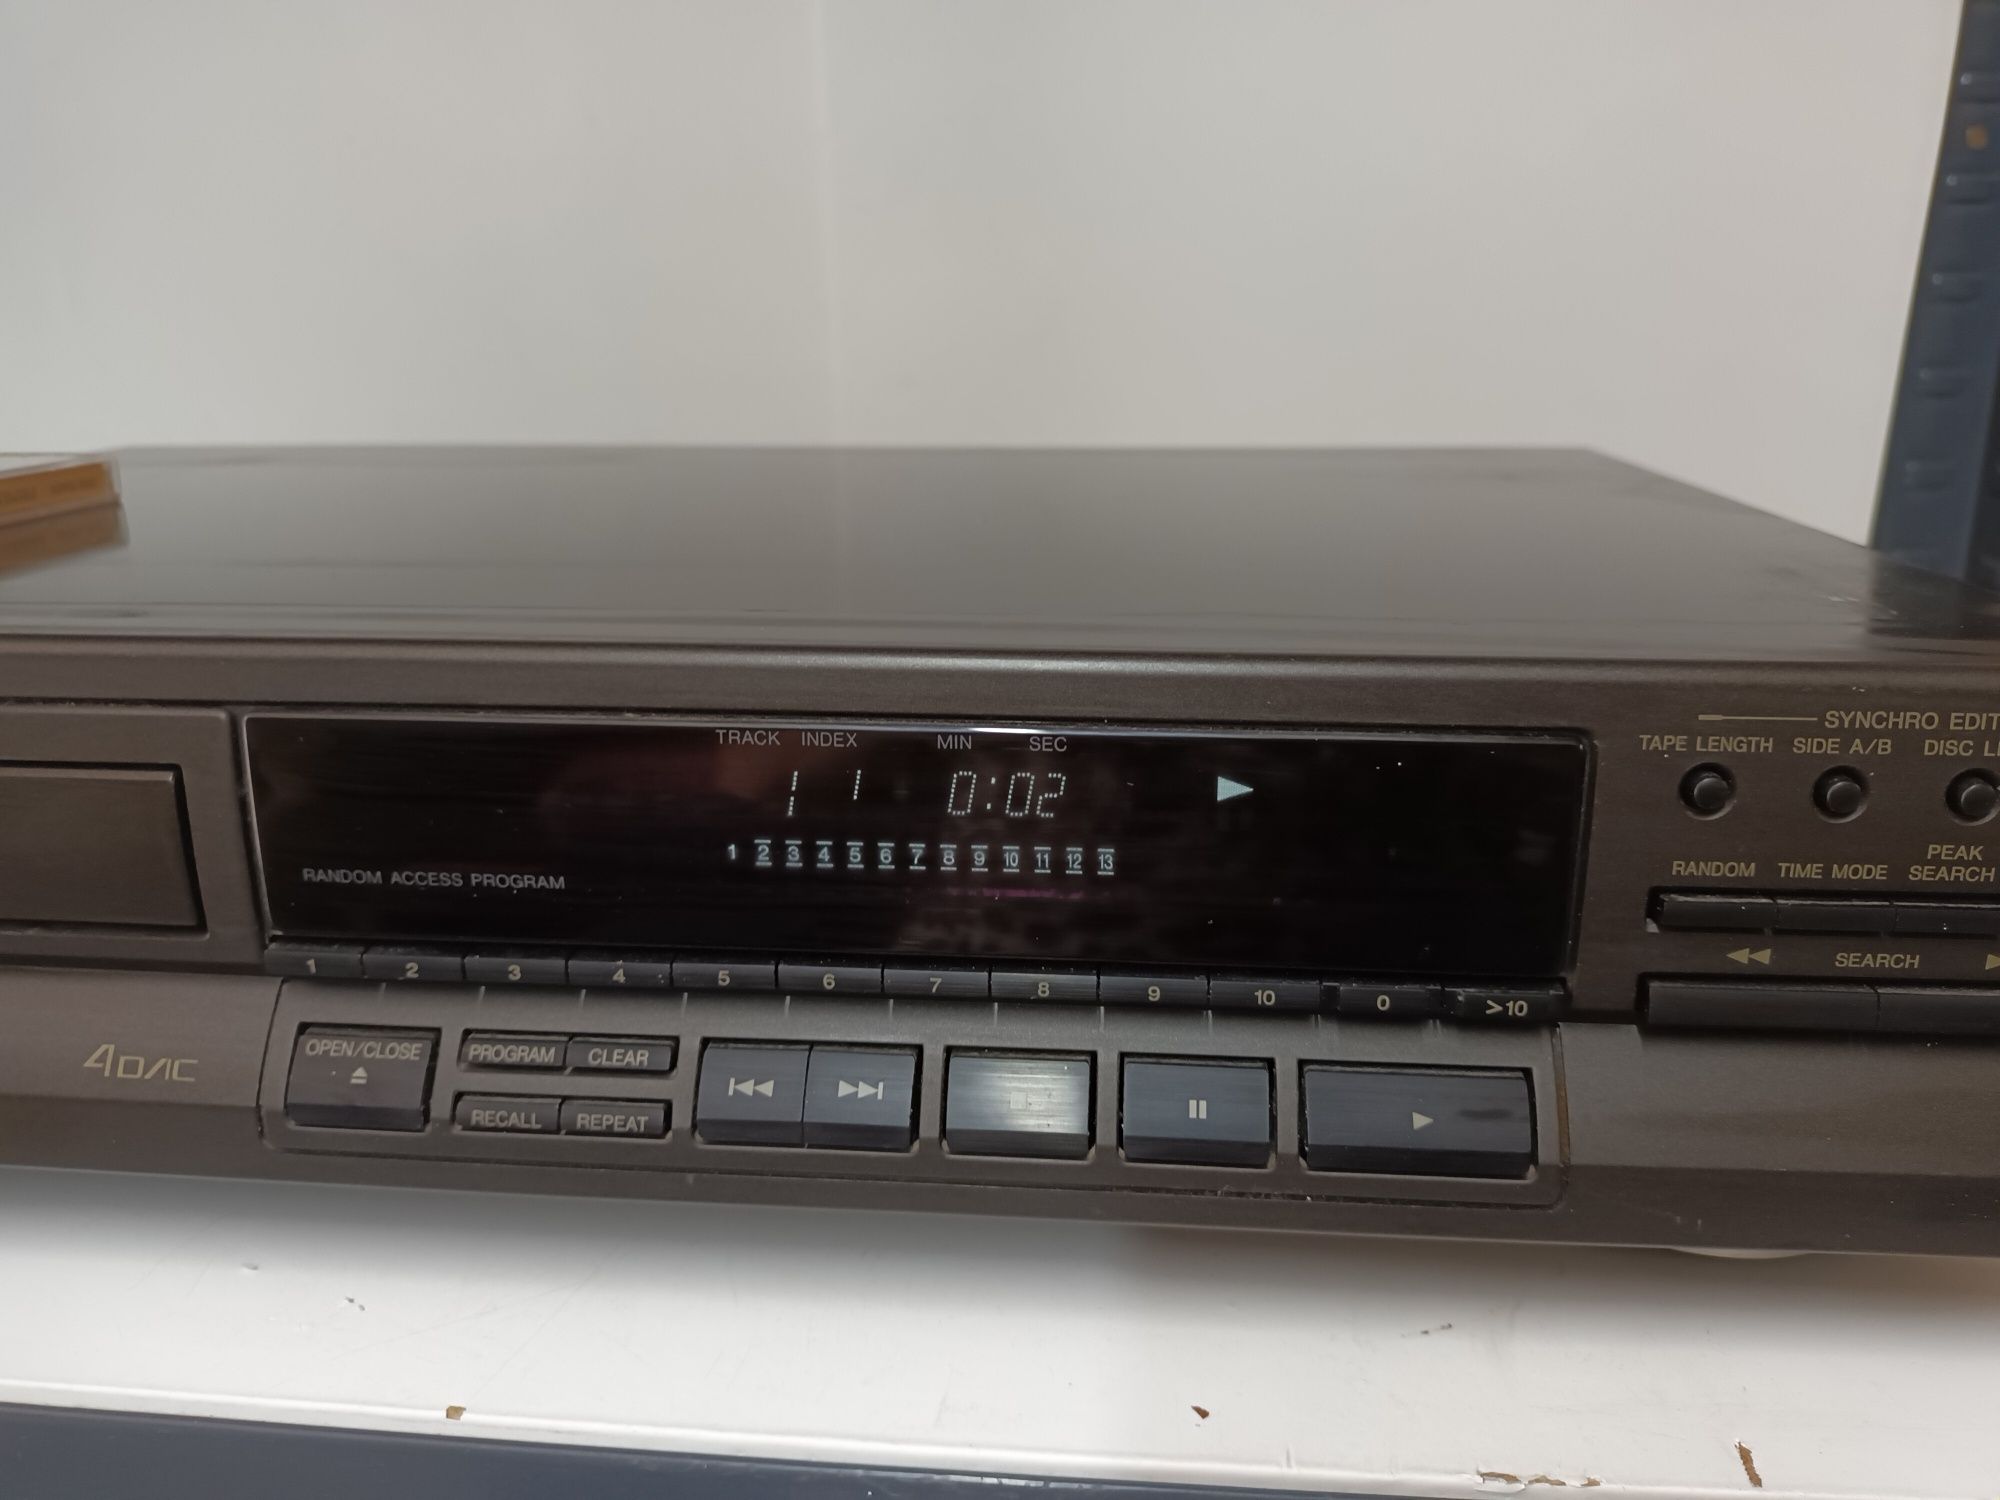 SYNCHRO EDIT
TAPE LENGTH SIDE A/B DISC
TRACK INDEX MIN SEC
1 1 0:02
1 2 3 4 5 6 7 8 9 10 11 12 13
RANDOM ACCESS PROGRAM
RANDOM TIME MODE PEAK
SEARCH
SEARCH
1 2 3 4 5 6 7 8 9 10 0 >10
4DAC
OPEN/CLOSE PROGRAM CLEAR
RECALL REPEAT